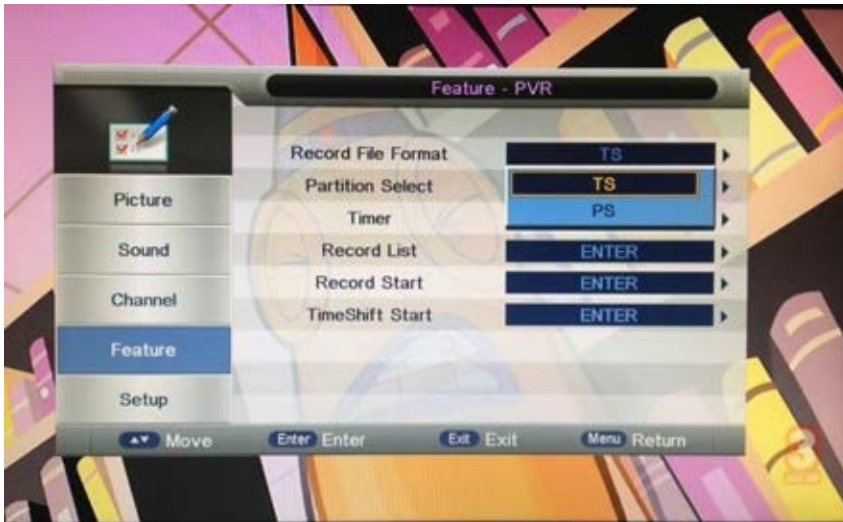 Feature - PVR
Record File Format TS
Partition Select TS
Timer PS
Record List ENTER
Record Start ENTER
TimeShift Start ENTER
Picture
Sound
Channel
Feature
Setup
Move Enter Enter Exit Exit Menu Return